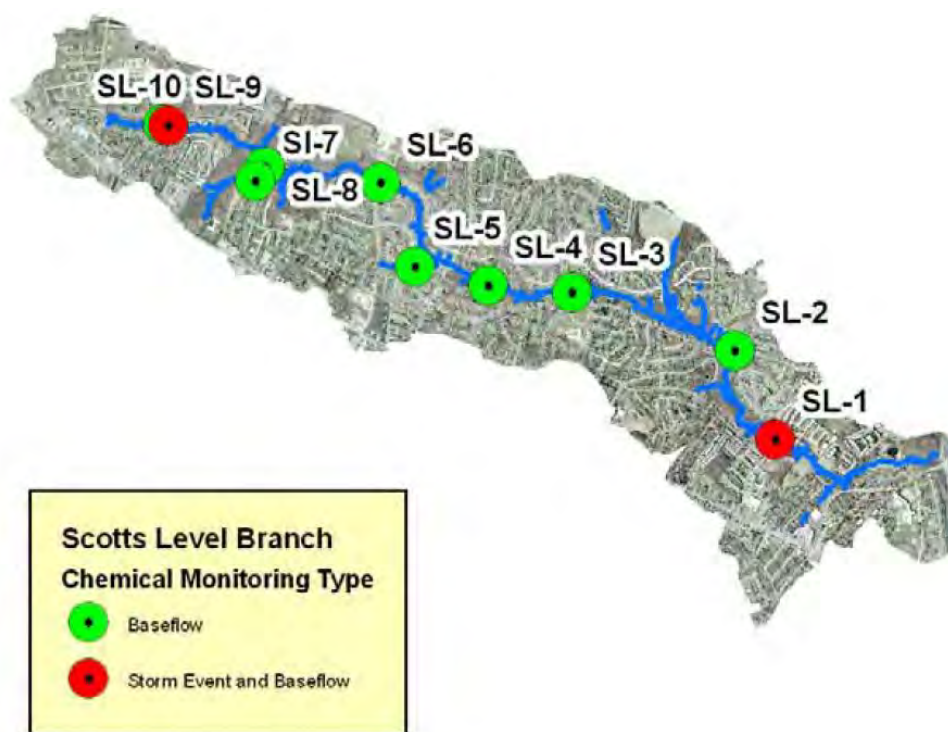 SL-10 SL-9
SI-7
SL-6
SL-8
SL-5
SL-4
SL-3
SL-2
SL-1
Scotts Level Branch
Chemical Monitoring Type
Baseflow
Storm Event and Baseflow